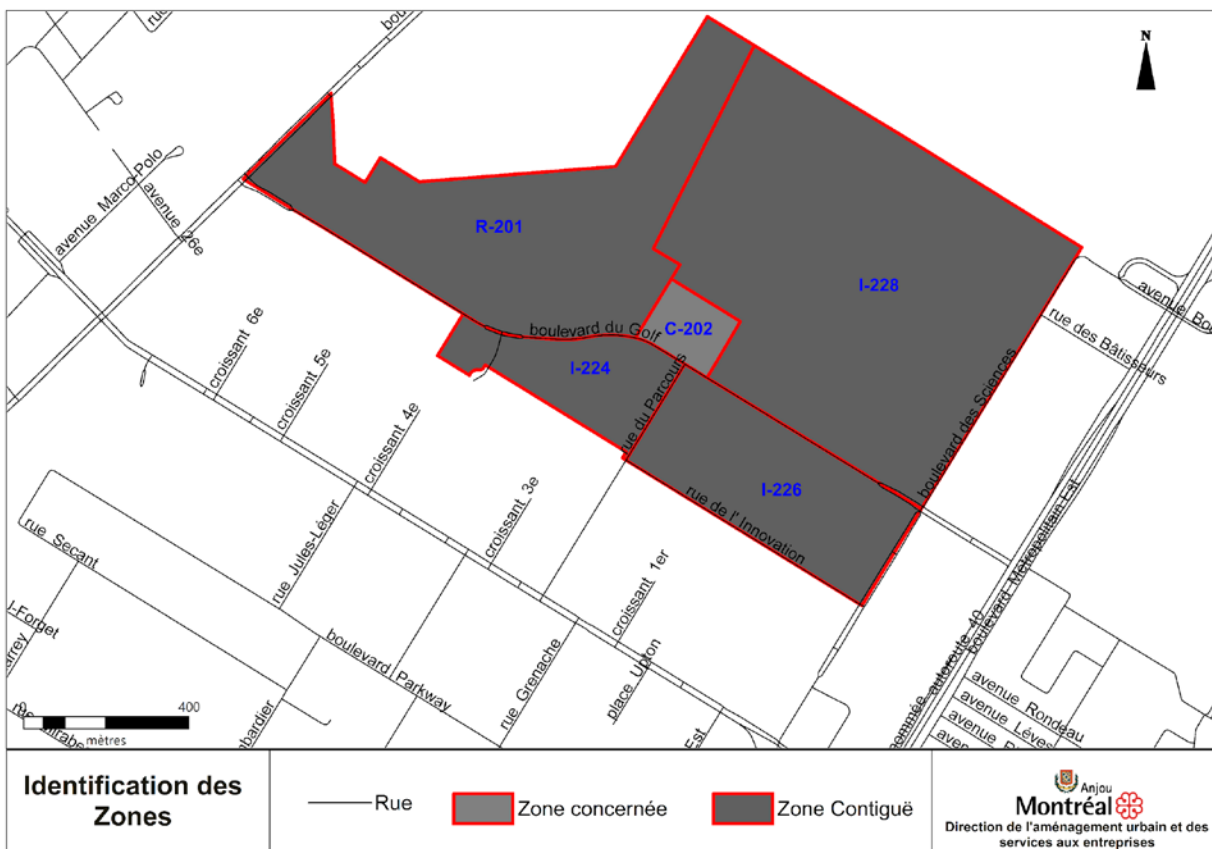 N
avenue Marco-Polo
avenue 26e
R-201
I-228
C-202
boulevard du Golf
I-224
rue du Parcours
I-226
rue de l' Innovation
boulevard des Sciences
rue des Bâtisseurs
avenue
boulevard Métropolitain Est
autoroute 40
croissant 6e
croissant 5e
croissant 4e
croissant 3e
croissant 1er
rue Jules-Léger
rue Secant
boulevard Parkway
rue Grenache
place Upton
Est
avenue Rondeau
avenue
avenue
0
400
mètres
Identification des
Zones
Rue
Zone concernée
Zone Contiguë
Anjou
Montréal
Direction de l'aménagement urbain et des
services aux entreprises